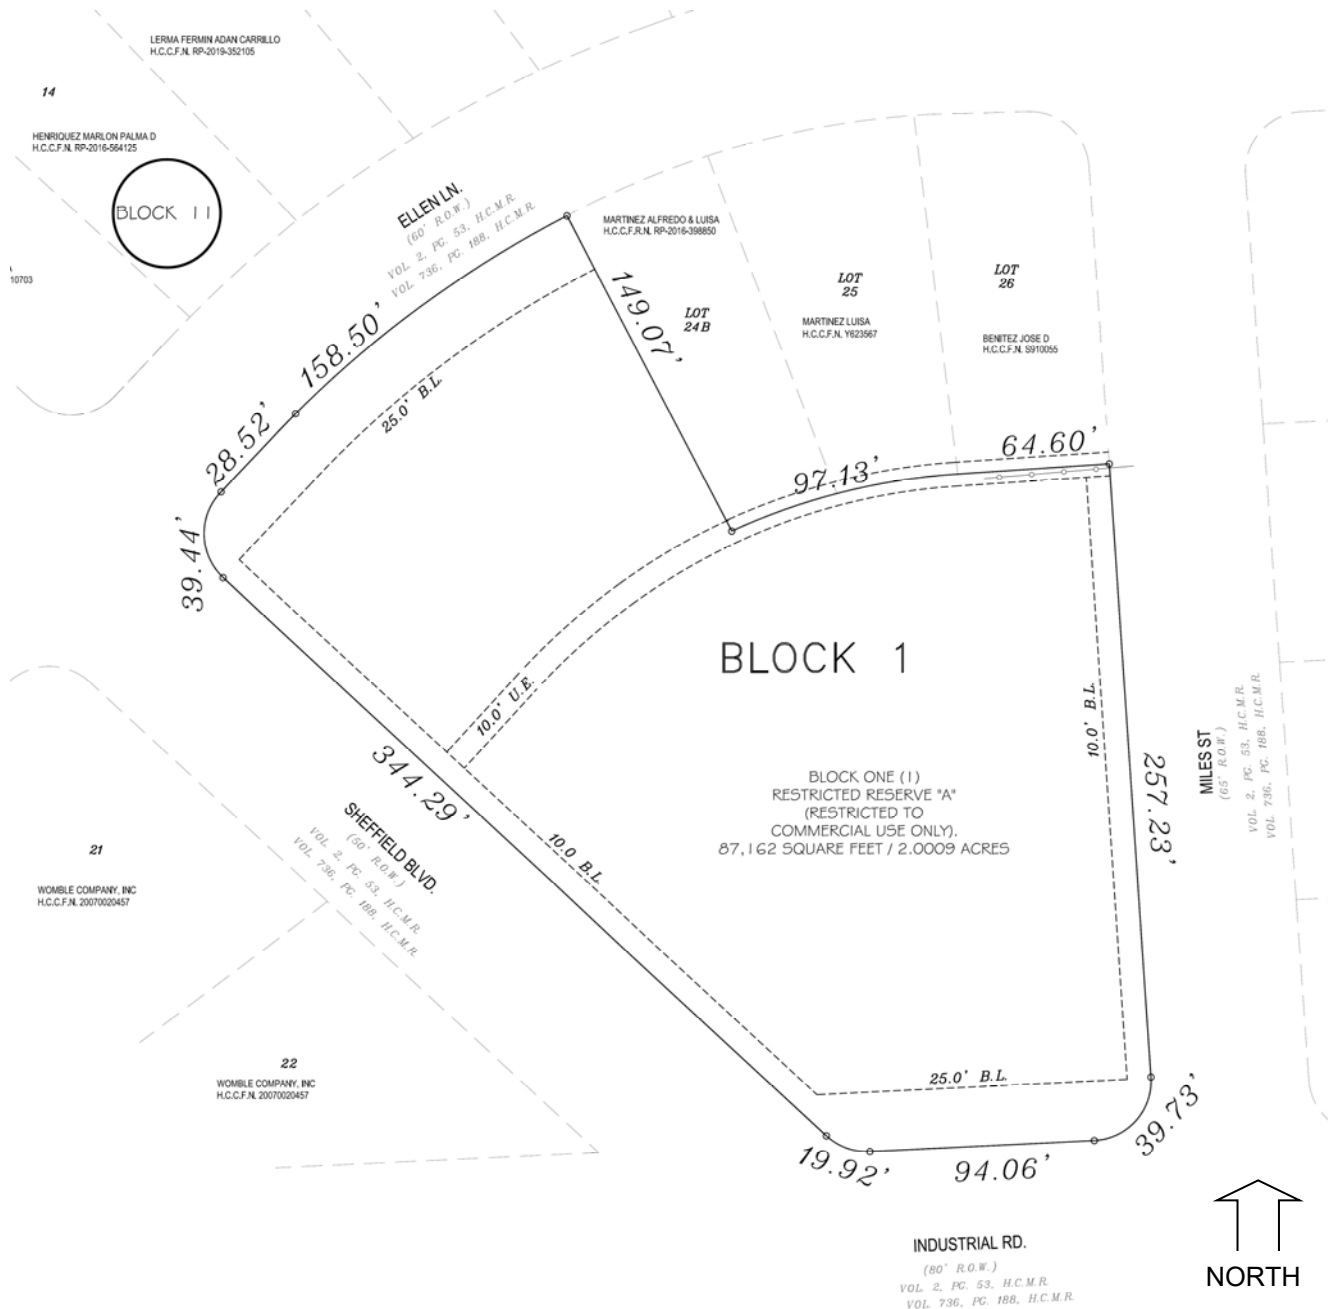 LERMA FERMIN ADAN CARRILLO
H.C.C.F.N. RP-2019-352105
14
HENRIQUEZ MARLON PALMA D
H.C.C.F.N. RP-2016-564125
BLOCK 11
10703
ELLEN LN.
(60' R.O.W.)
VOL. 2, PG. 53, H.C.M.R.
VOL. 736, PG. 188, H.C.M.R.
MARTINEZ ALFREDO & LUISA
H.C.C.F.R.N. RP-2016-398850
LOT
24B
LOT
25
MARTINEZ LUISA
H.C.C.F.N. Y623567
LOT
26
BENITEZ JOSE D
H.C.C.F.N. S910055
149.07'
158.50'
25.0' B.L.
28.52'
39.44'
97.13'
64.60'
10.0' U.E.
BLOCK 1
10.0' B.L.
257.23'
MILES ST
(65' R.O.W.)
VOL. 2, PG. 53, H.C.M.R.
VOL. 736, PG. 188, H.C.M.R.
BLOCK ONE (1)
RESTRICTED RESERVE "A"
(RESTRICTED TO
COMMERCIAL USE ONLY).
87,162 SQUARE FEET / 2.0009 ACRES
344.29'
SHEFFIELD BLVD.
(50' R.O.W.)
VOL. 2, PG. 53, H.C.M.R.
VOL. 736, PG. 188, H.C.M.R.
10.0 B.L.
21
WOMBLE COMPANY, INC
H.C.C.F.N. 20070020457
22
WOMBLE COMPANY, INC
H.C.C.F.N. 20070020457
25.0' B.L.
39.73'
19.92'
94.06'
INDUSTRIAL RD.
(80' R.O.W.)
VOL. 2, PG. 53, H.C.M.R.
VOL. 736, PG. 188, H.C.M.R.
NORTH